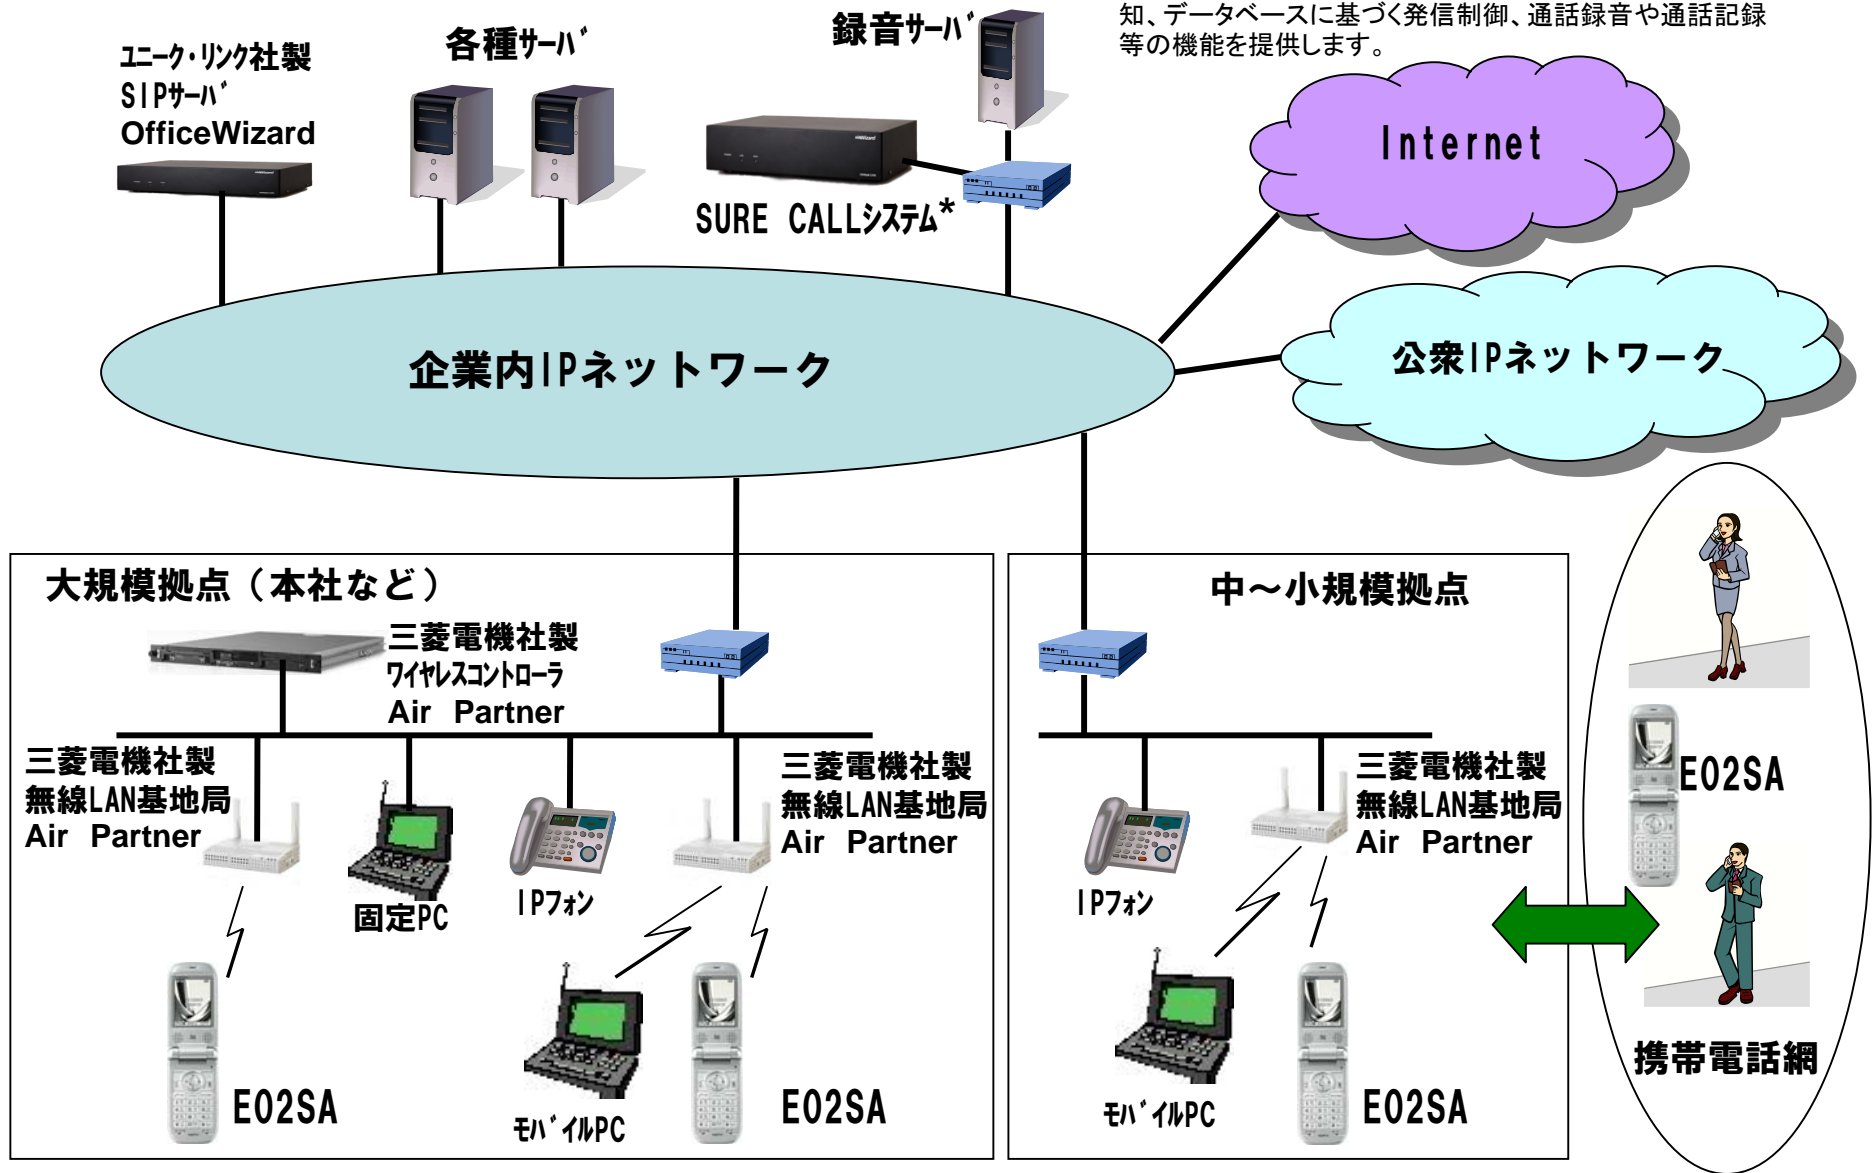 知、データベースに基づく発信制御、通話録音や通話記録
等の機能を提供します。
ユニーク・リンク社製
SIPサーバ
OfficeWizard
各種サーバ
録音サーバ
SURE CALLシステム*
Internet
企業内IPネットワーク
公衆IPネットワーク
大規模拠点（本社など）
三菱電機社製
ワイヤレスコントローラ
Air Partner
三菱電機社製
無線LAN基地局
Air Partner
固定PC
IPフォン
三菱電機社製
無線LAN基地局
Air Partner
E02SA
モバイルPC
E02SA
中～小規模拠点
三菱電機社製
無線LAN基地局
Air Partner
IPフォン
モバイルPC
E02SA
E02SA
携帯電話網